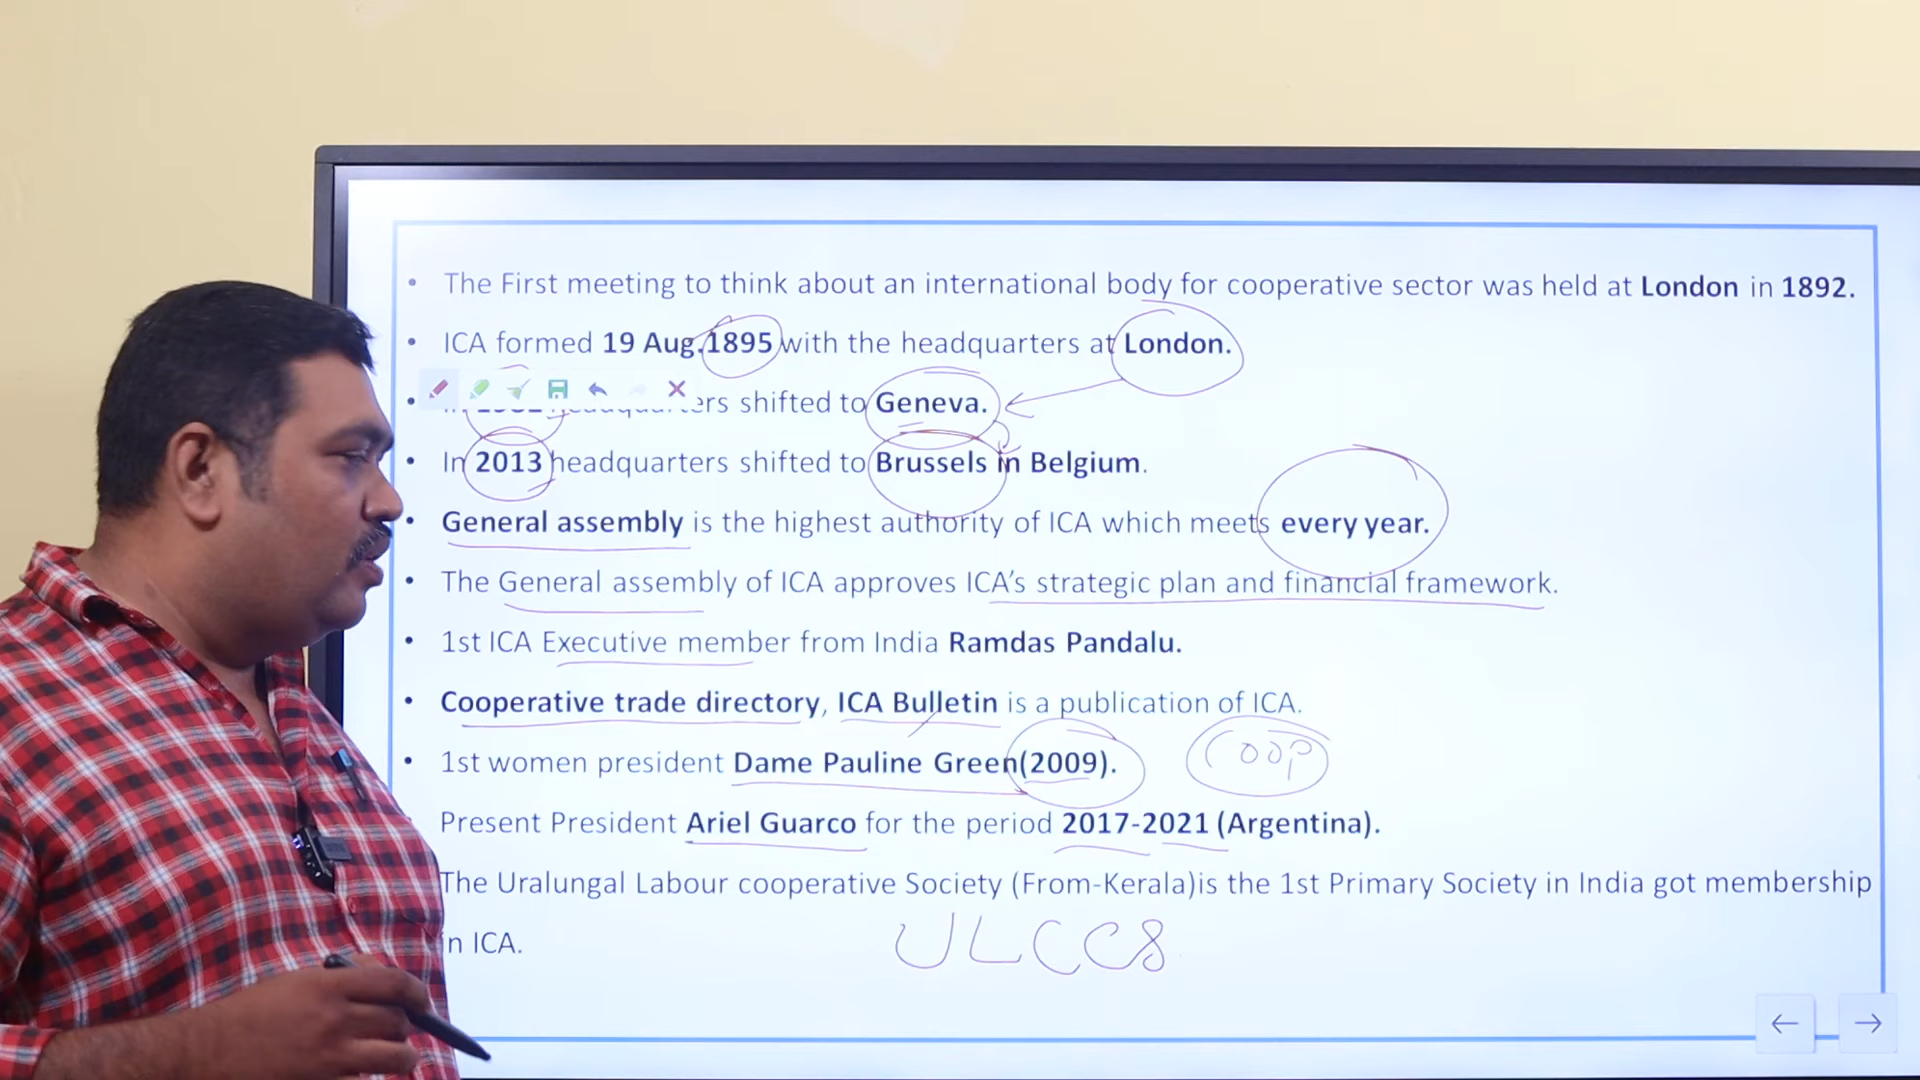 • The First meeting to think about an international body for cooperative sector was held at London in 1892.
• ICA formed 19 Aug.1895 with the headquarters at London.
• headquarters shifted to Geneva.
• In 2013 headquarters shifted to Brussels in Belgium.
• General assembly is the highest authority of ICA which meets every year.
• The General assembly of ICA approves ICA's strategic plan and financial framework.
• 1st ICA Executive member from India Ramdas Pandalu.
• Cooperative trade directory, ICA Bulletin is a publication of ICA.
• 1st women president Dame Pauline Green(2009). COOP
Present President Ariel Guarco for the period 2017-2021 (Argentina).
The Uralungal Labour cooperative Society (From-Kerala)is the 1st Primary Society in India got membership
in ICA. ULCCS